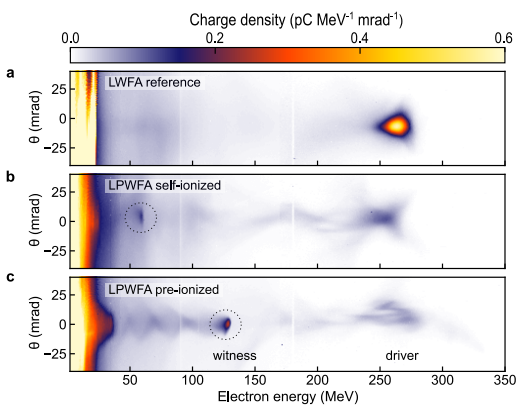 Charge density (pC MeV⁻¹ mrad⁻¹)
0.0 0.2 0.4 0.6
a
LWFA reference
θ (mrad)
25
0
−25
b
LPWFA self-ionized
θ (mrad)
25
0
−25
c
LPWFA pre-ionized
θ (mrad)
25
0
−25
witness driver
50 100 150 200 250 300 350
Electron energy (MeV)